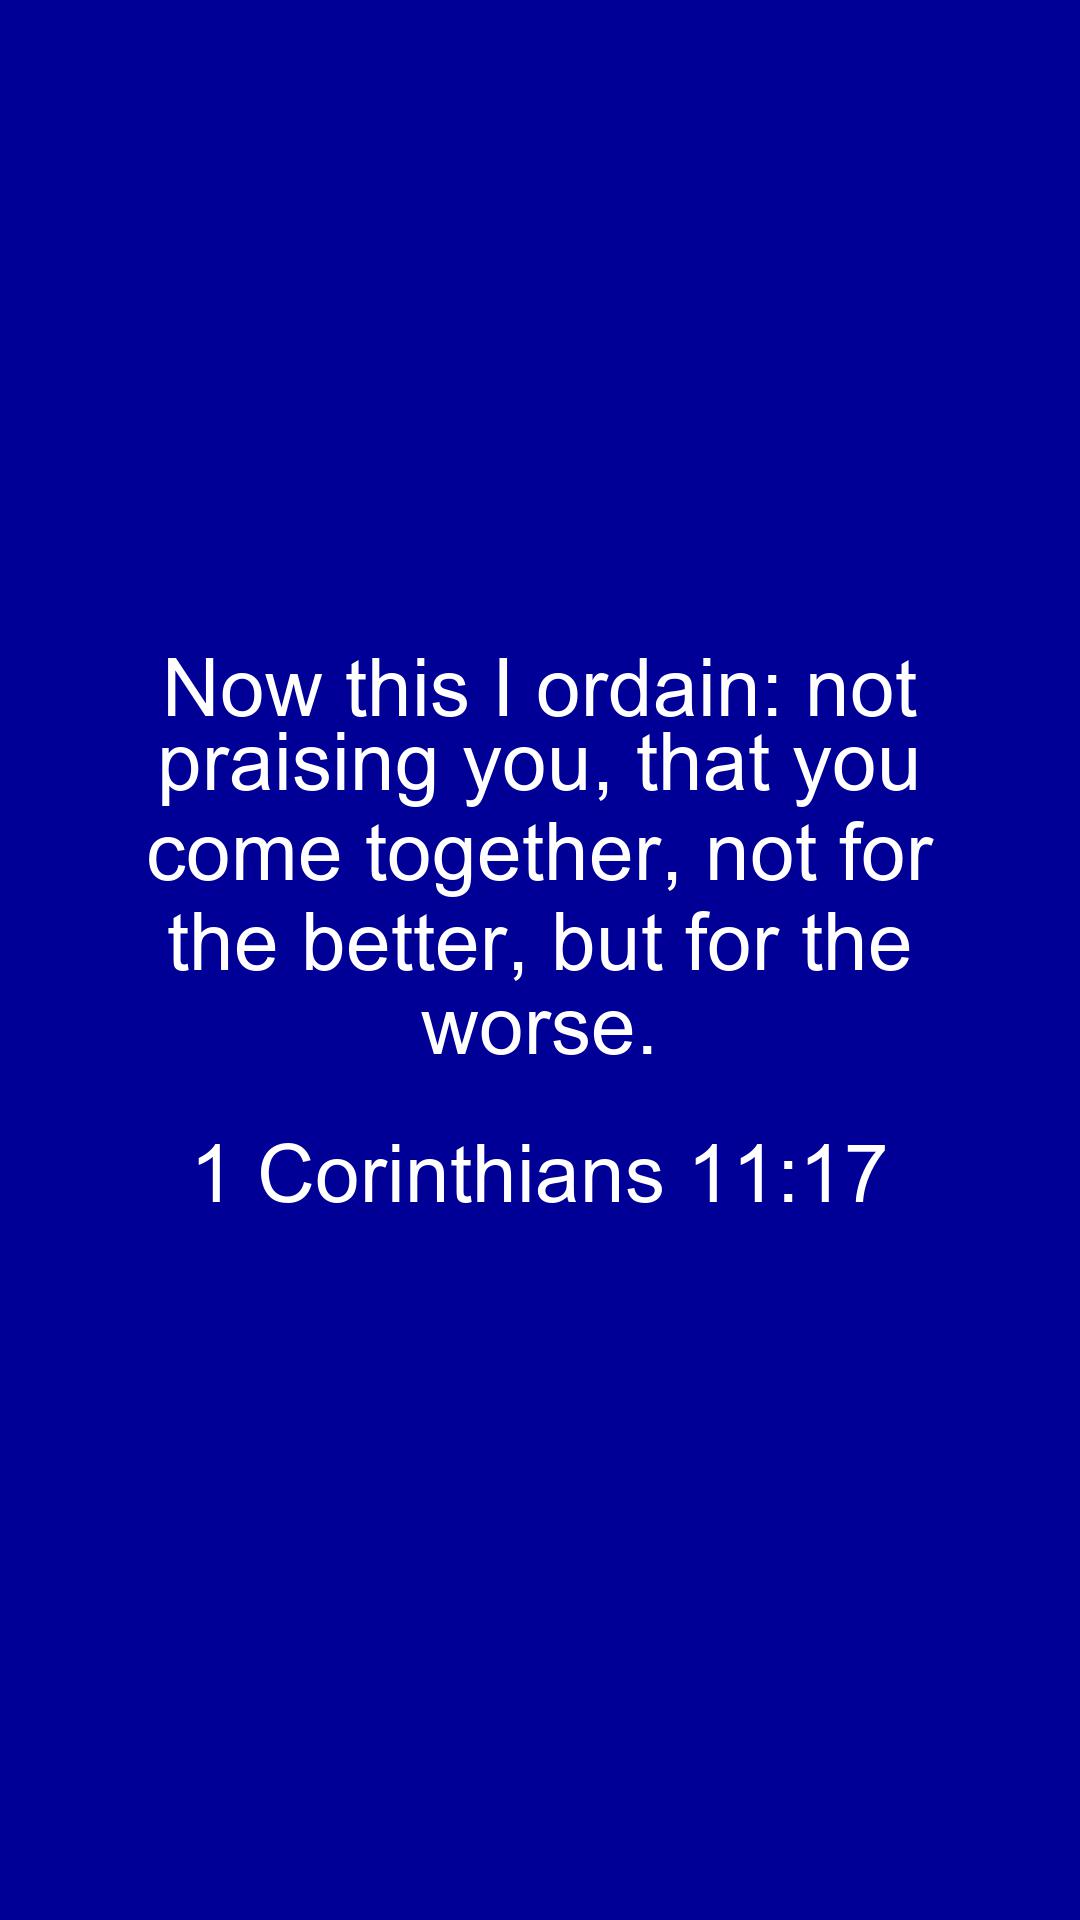 Now this I ordain: not
praising you, that you
come together, not for
the better, but for the
worse.
1 Corinthians 11:17